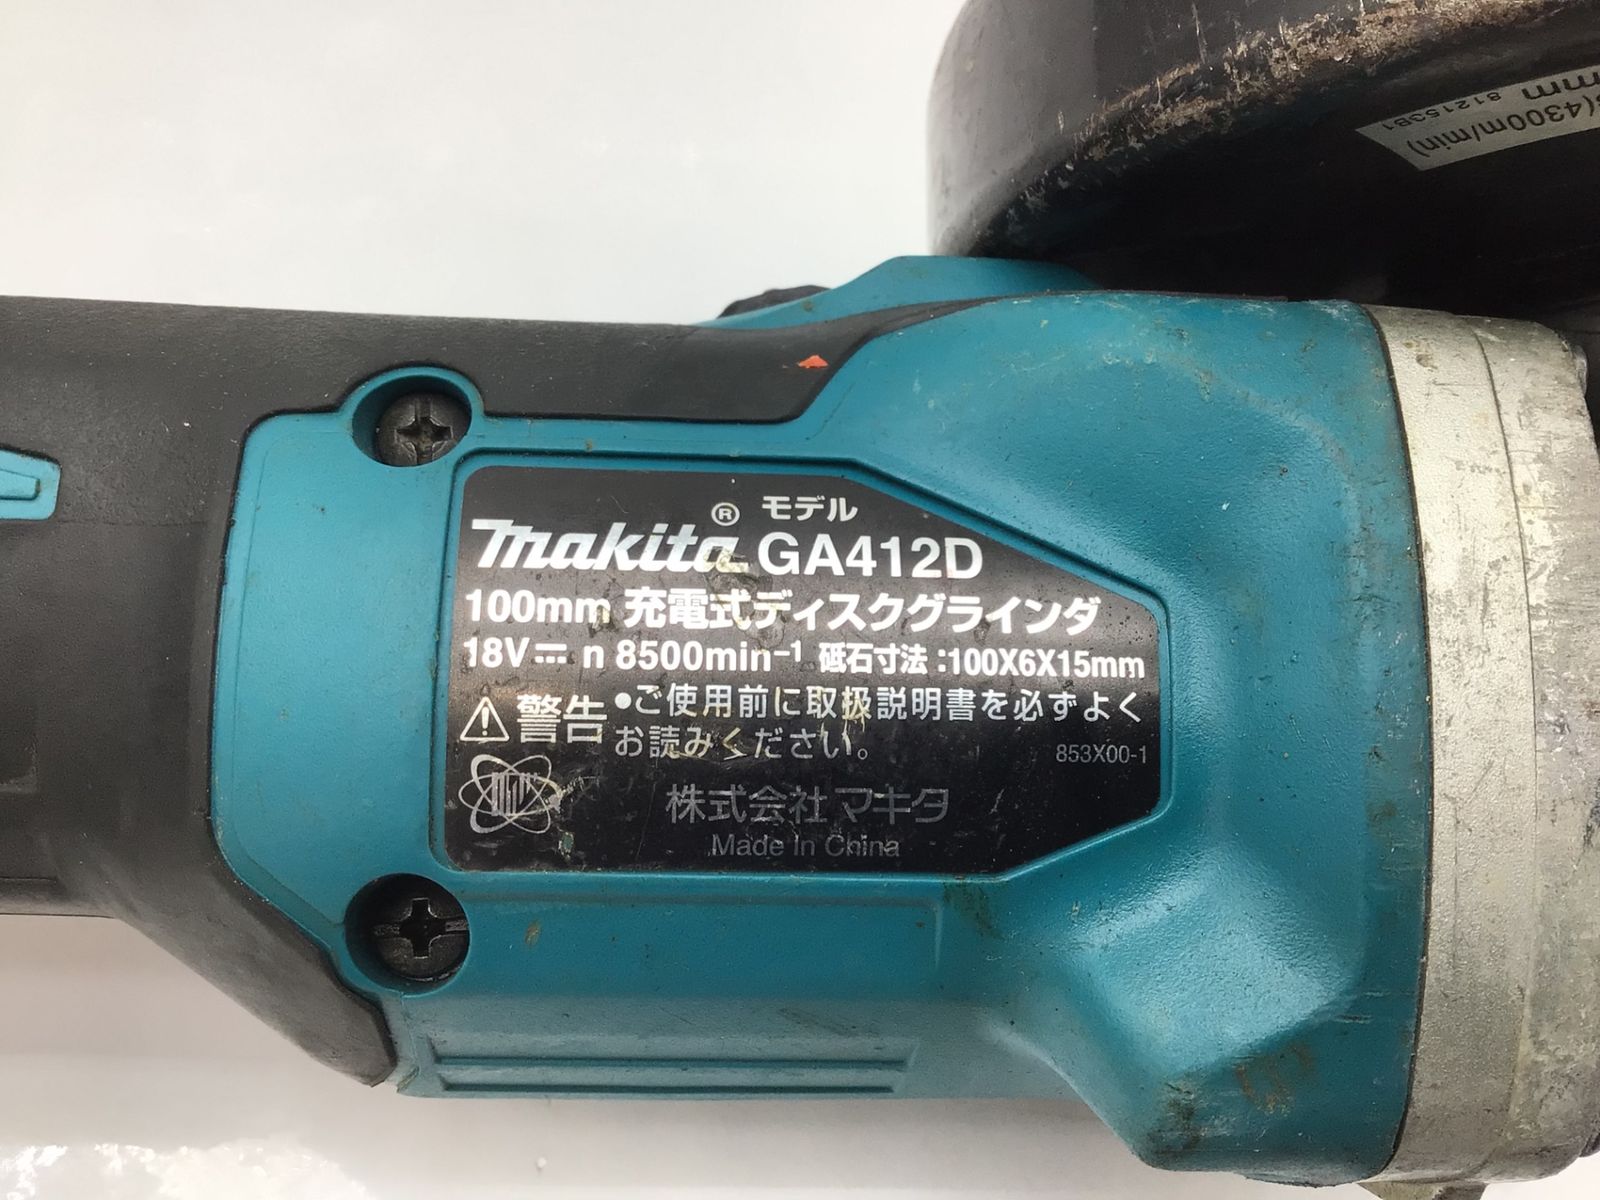 makita® モデル GA412D
100mm 充電式ディスクグラインダ
18V⎓ n 8500min⁻¹ 砥石寸法:100X6X15mm
⚠警告 •ご使用前に取扱説明書を必ずよく
お読みください。
853X00-1
株式会社マキタ
Made in China
(4300m/min)
mm 812153B1